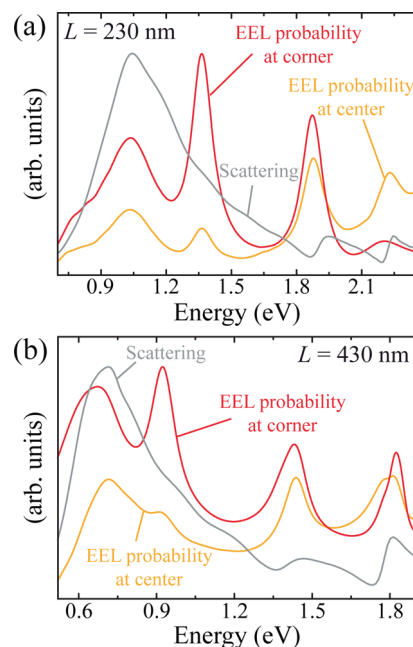 (a)
L = 230 nm
EEL probability
at corner
EEL probability
at center
Scattering
(arb. units)
0.9 1.2 1.5 1.8 2.1
Energy (eV)
(b)
Scattering
L = 430 nm
EEL probability
at corner
EEL probability
at center
(arb. units)
0.6 0.9 1.2 1.5 1.8
Energy (eV)